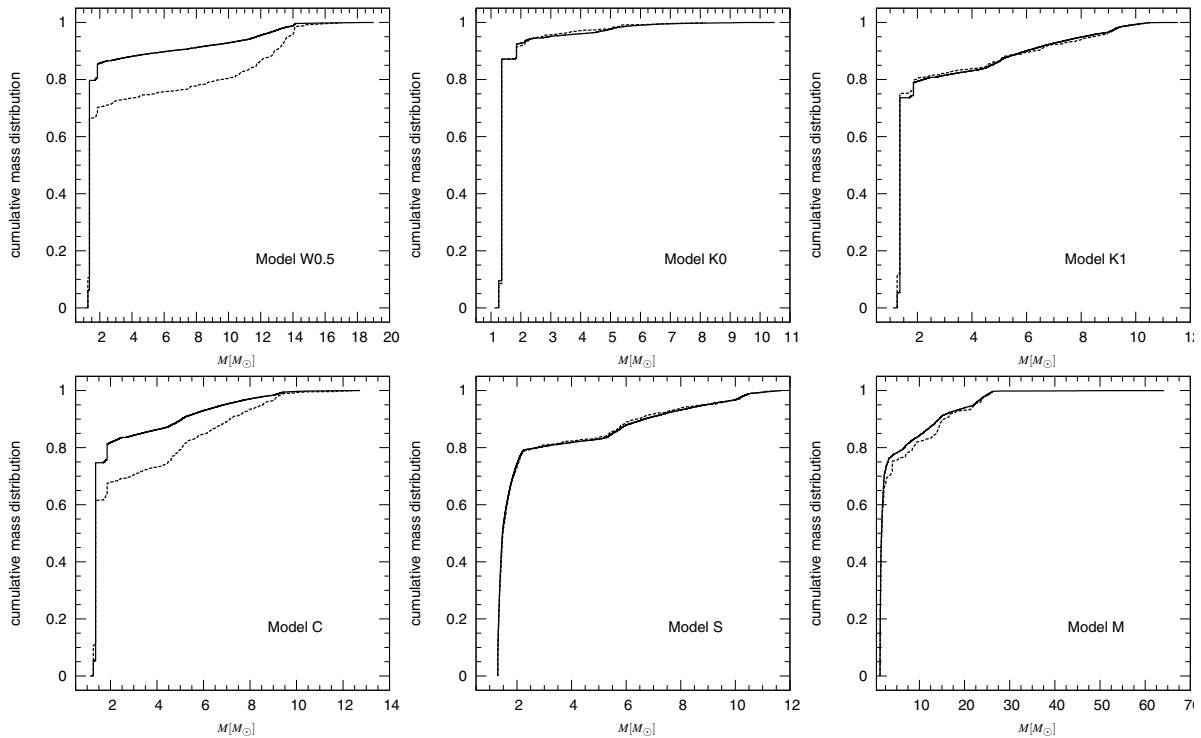 cumulative mass distribution
1
0.8
0.6
0.4
0.2
0
Model W0.5
2 4 6 8 10 12 14 16 18 20
M[M⊙]
cumulative mass distribution
1
0.8
0.6
0.4
0.2
0
Model K0
1 2 3 4 5 6 7 8 9 10 11
M[M⊙]
cumulative mass distribution
1
0.8
0.6
0.4
0.2
0
Model K1
2 4 6 8 10 12
M[M⊙]
cumulative mass distribution
1
0.8
0.6
0.4
0.2
0
Model C
2 4 6 8 10 12 14
M[M⊙]
cumulative mass distribution
1
0.8
0.6
0.4
0.2
0
Model S
2 4 6 8 10 12
M[M⊙]
cumulative mass distribution
1
0.8
0.6
0.4
0.2
0
Model M
10 20 30 40 50 60 70
M[M⊙]